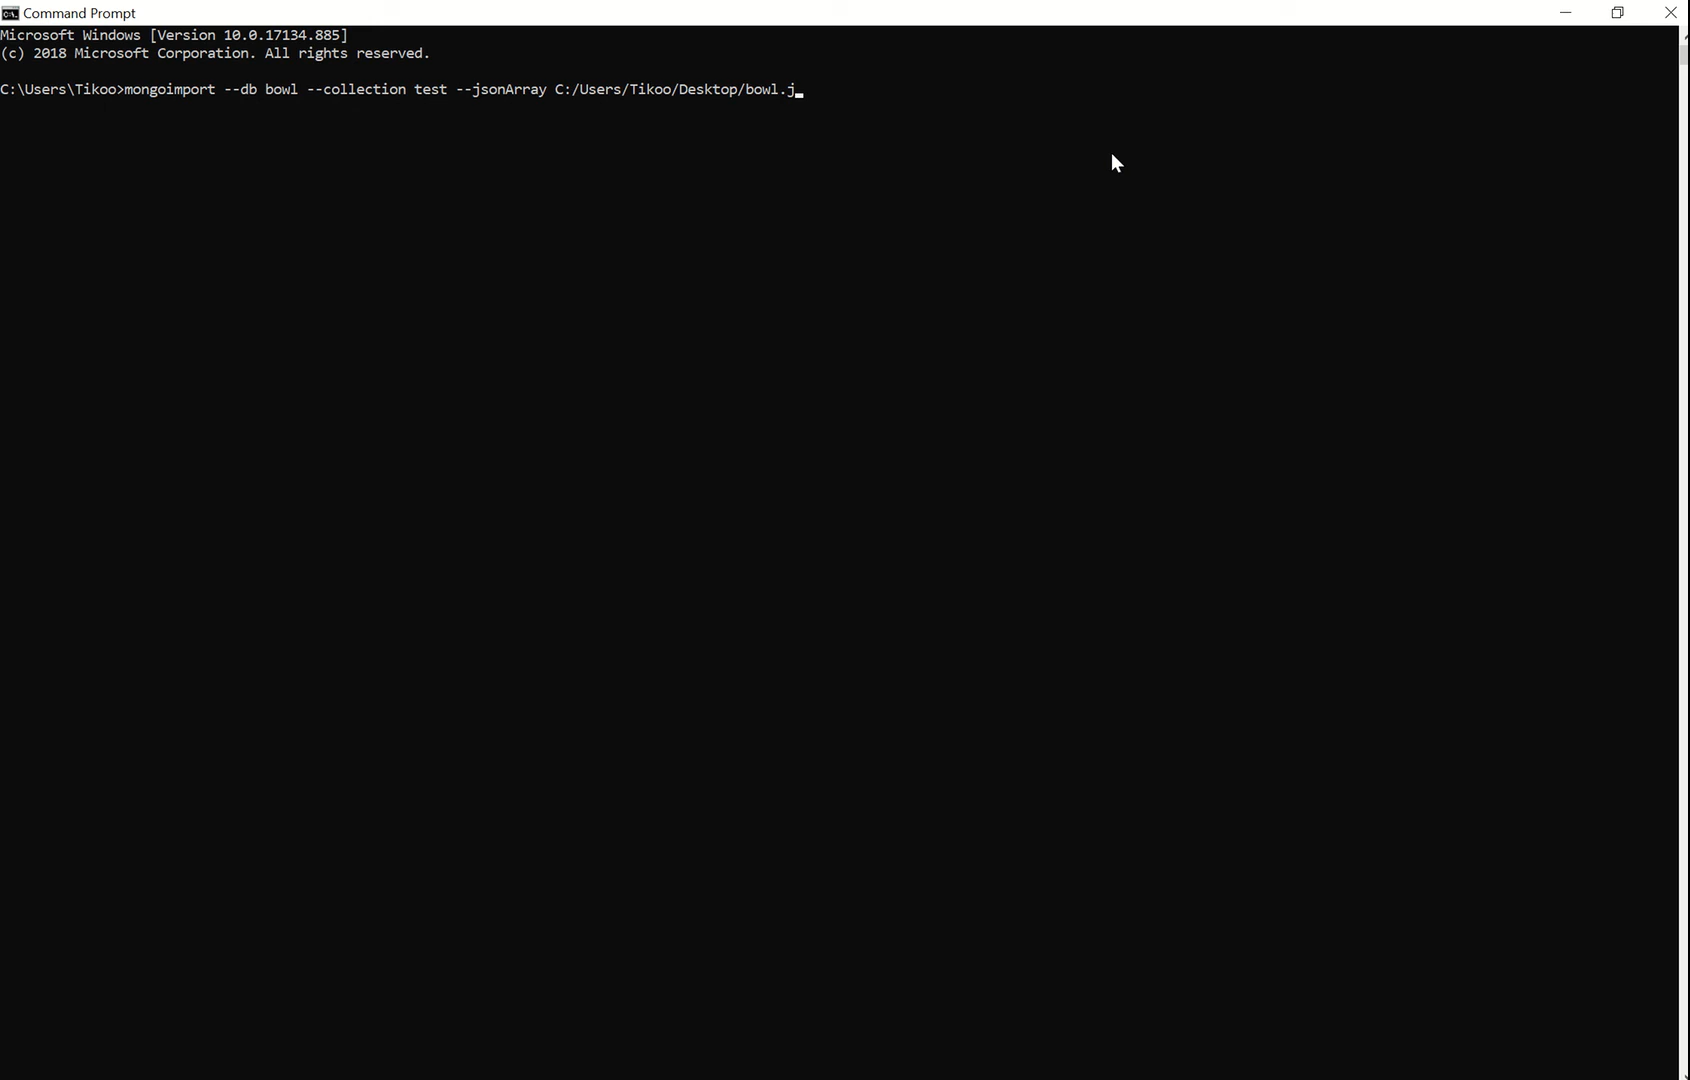 Command Prompt
Microsoft Windows [Version 10.0.17134.885]
(c) 2018 Microsoft Corporation. All rights reserved.
C:\Users\Tikoo>mongoimport --db bowl --collection test --jsonArray C:/Users/Tikoo/Desktop/bowl.j